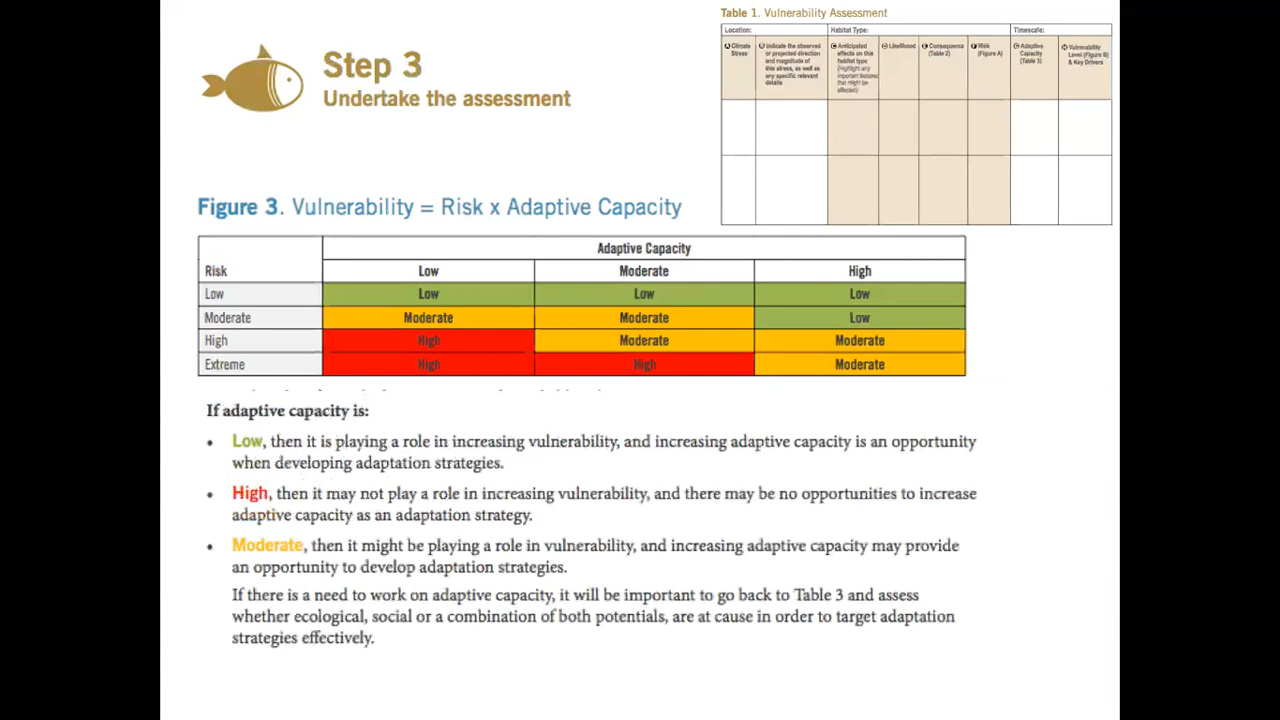 Step 3
Undertake the assessment
Table 1. Vulnerability Assessment
Location: Habitat Type: Timescale:
A Climate Stress
B Indicate the observed or projected direction and magnitude of this stress, as well as any specific relevant details
C Anticipated effects on this habitat type (Highlight any important features that might be affected)
D Likelihood
E Consequence (Table 2)
F Risk (Figure A)
G Adaptive Capacity (Table 3)
H Vulnerability Level (Figure B) & Key Drivers
Figure 3. Vulnerability = Risk x Adaptive Capacity
Adaptive Capacity
Risk Low Moderate High
Low Low Low Low
Moderate Moderate Moderate Low
High High Moderate Moderate
Extreme High High Moderate
If adaptive capacity is:
• Low, then it is playing a role in increasing vulnerability, and increasing adaptive capacity is an opportunity
when developing adaptation strategies.
• High, then it may not play a role in increasing vulnerability, and there may be no opportunities to increase
adaptive capacity as an adaptation strategy.
• Moderate, then it might be playing a role in vulnerability, and increasing adaptive capacity may provide
an opportunity to develop adaptation strategies.
If there is a need to work on adaptive capacity, it will be important to go back to Table 3 and assess
whether ecological, social or a combination of both potentials, are at cause in order to target adaptation
strategies effectively.